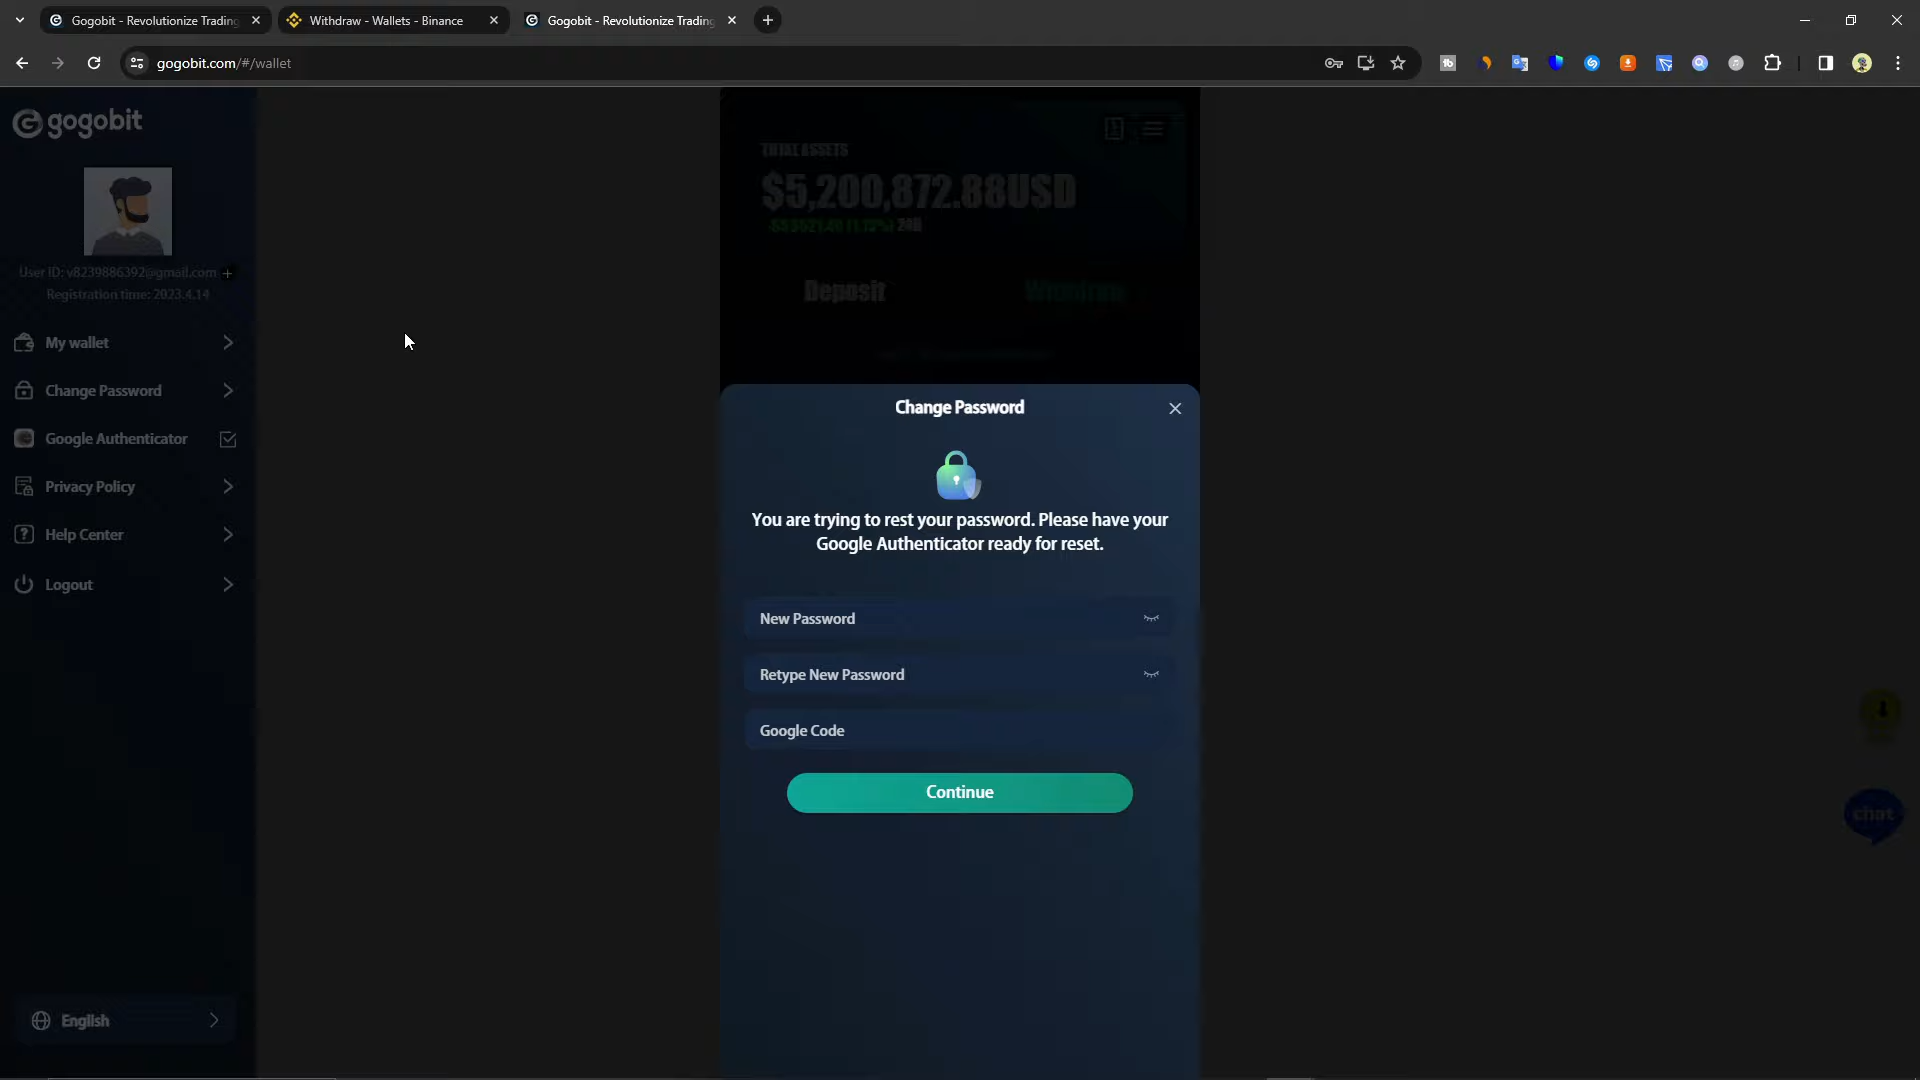 Gogobit - Revolutionize Trading
Withdraw - Wallets - Binance
Gogobit - Revolutionize Trading
gogobit.com/#/wallet
gogobit
User ID: v8239886392@gmail.com +
Registration time: 2023.4.14
My wallet
Change Password
Google Authenticator
Privacy Policy
Help Center
Logout
English
TOTAL ASSETS
$5,200,872.88USD
24H
Deposit
Withdraw
Change Password
You are trying to rest your password. Please have your
Google Authenticator ready for reset.
New Password
Retype New Password
Google Code
Continue
chat